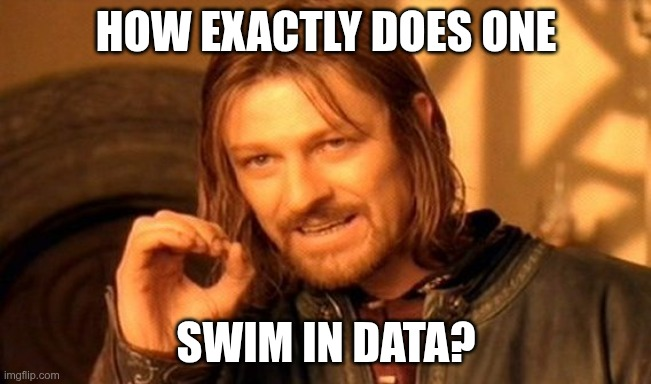 HOW EXACTLY DOES ONE
SWIM IN DATA?
imgflip.com